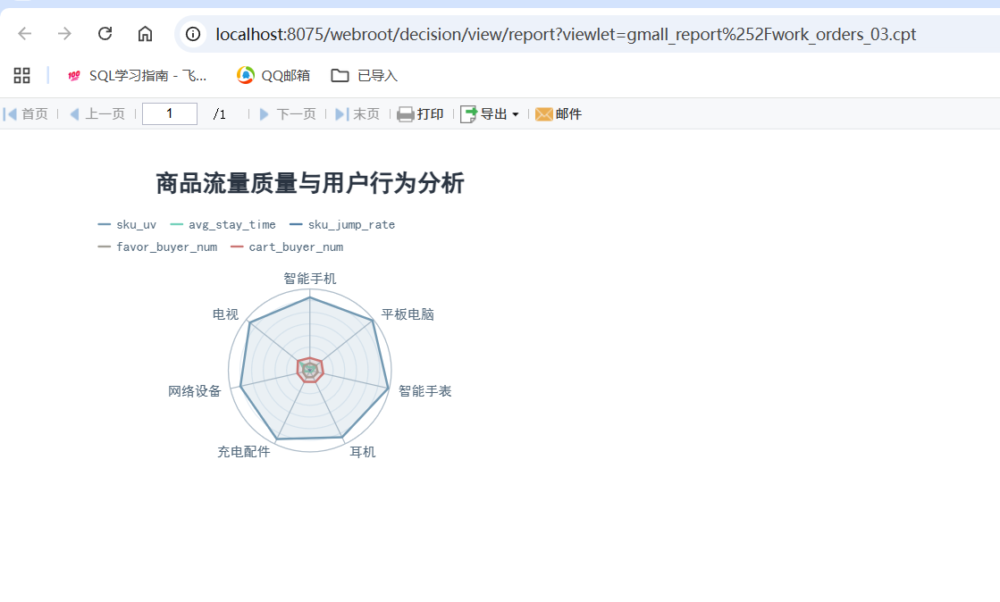 localhost:8075/webroot/decision/view/report?viewlet=gmall_report%252Fwork_orders_03.cpt
SQL学习指南 - 飞... QQ邮箱 已导入
首页 上一页 1 /1 下一页 末页 打印 导出 邮件
商品流量质量与用户行为分析
sku_uv avg_stay_time sku_jump_rate
favor_buyer_num cart_buyer_num
智能手机
电视 平板电脑
网络设备 智能手表
充电配件 耳机